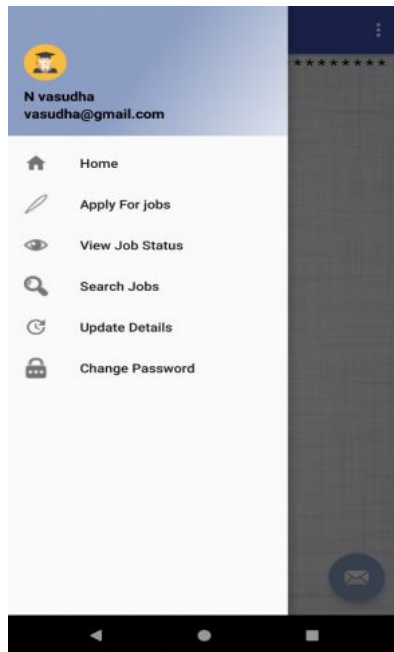 N vasudha
vasudha@gmail.com
********
Home
Apply For jobs
View Job Status
Search Jobs
Update Details
Change Password